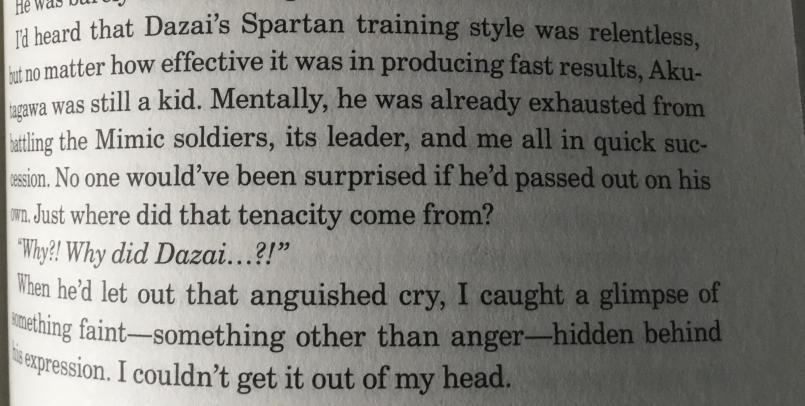 He was
I'd heard that Dazai's Spartan training style was relentless,
but no matter how effective it was in producing fast results, Aku-
tagawa was still a kid. Mentally, he was already exhausted from
battling the Mimic soldiers, its leader, and me all in quick suc-
cession. No one would've been surprised if he'd passed out on his
own. Just where did that tenacity come from?
"Why?! Why did Dazai...?!"
When he'd let out that anguished cry, I caught a glimpse of
something faint—something other than anger—hidden behind
his expression. I couldn't get it out of my head.